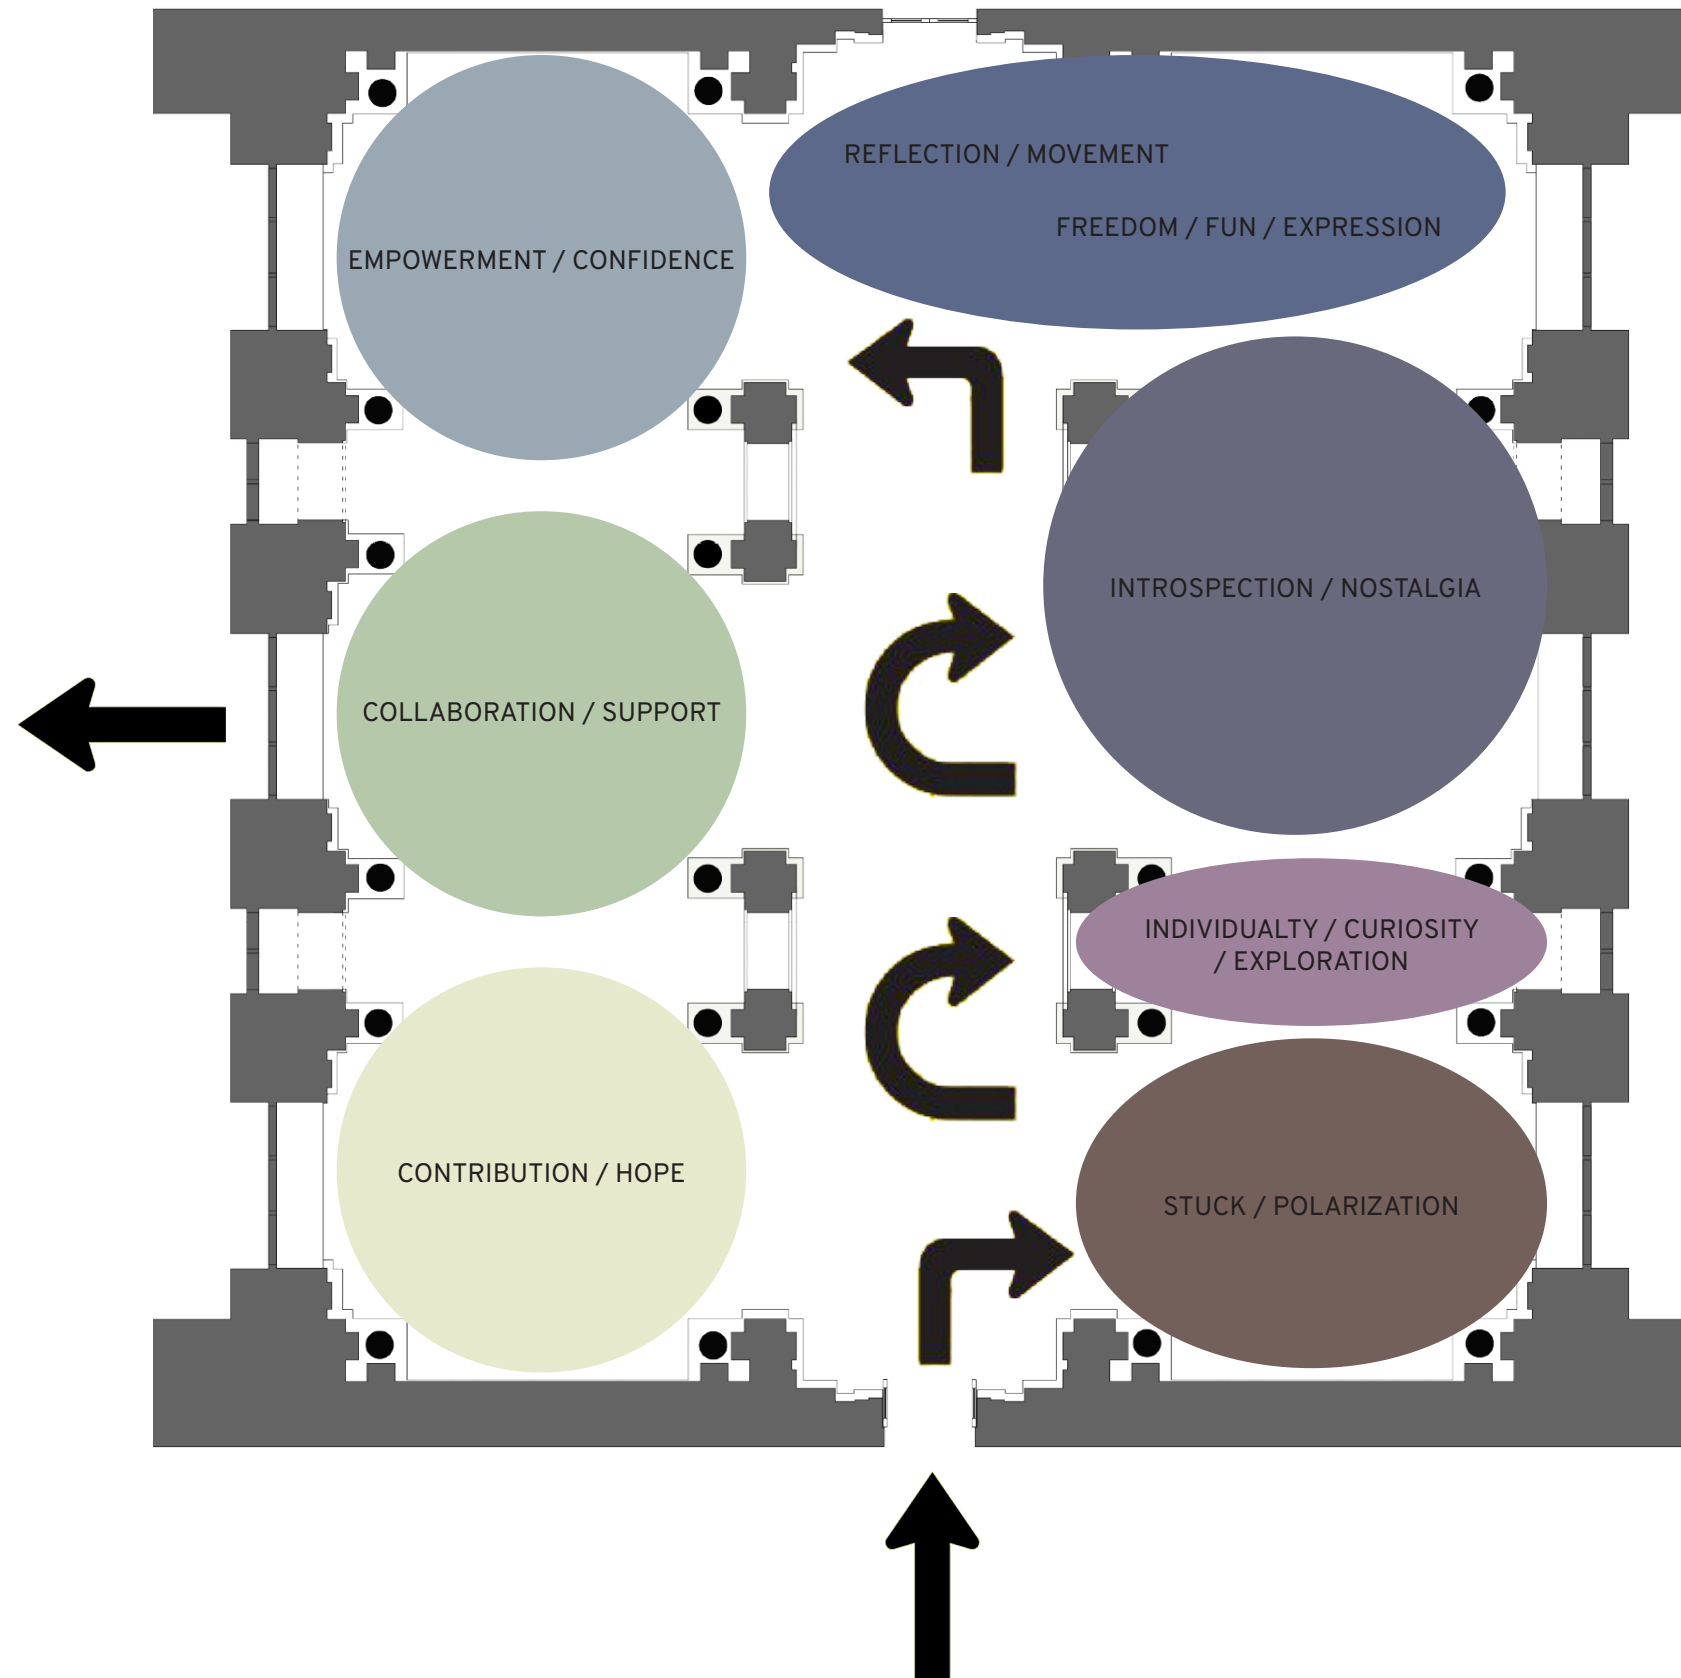 REFLECTION / MOVEMENT
FREEDOM / FUN / EXPRESSION
EMPOWERMENT / CONFIDENCE
INTROSPECTION / NOSTALGIA
COLLABORATION / SUPPORT
INDIVIDUALTY / CURIOSITY
/ EXPLORATION
CONTRIBUTION / HOPE
STUCK / POLARIZATION